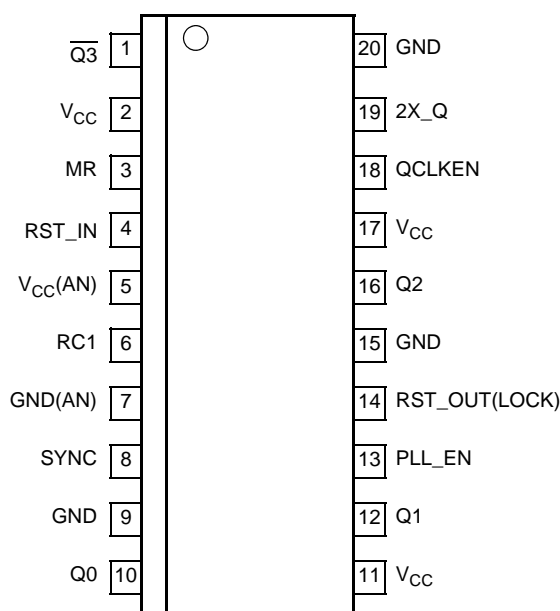 Q3 1 20 GND
VCC 2 19 2X_Q
MR 3 18 QCLKEN
RST_IN 4 17 VCC
VCC(AN) 5 16 Q2
RC1 6 15 GND
GND(AN) 7 14 RST_OUT(LOCK)
SYNC 8 13 PLL_EN
GND 9 12 Q1
Q0 10 11 VCC